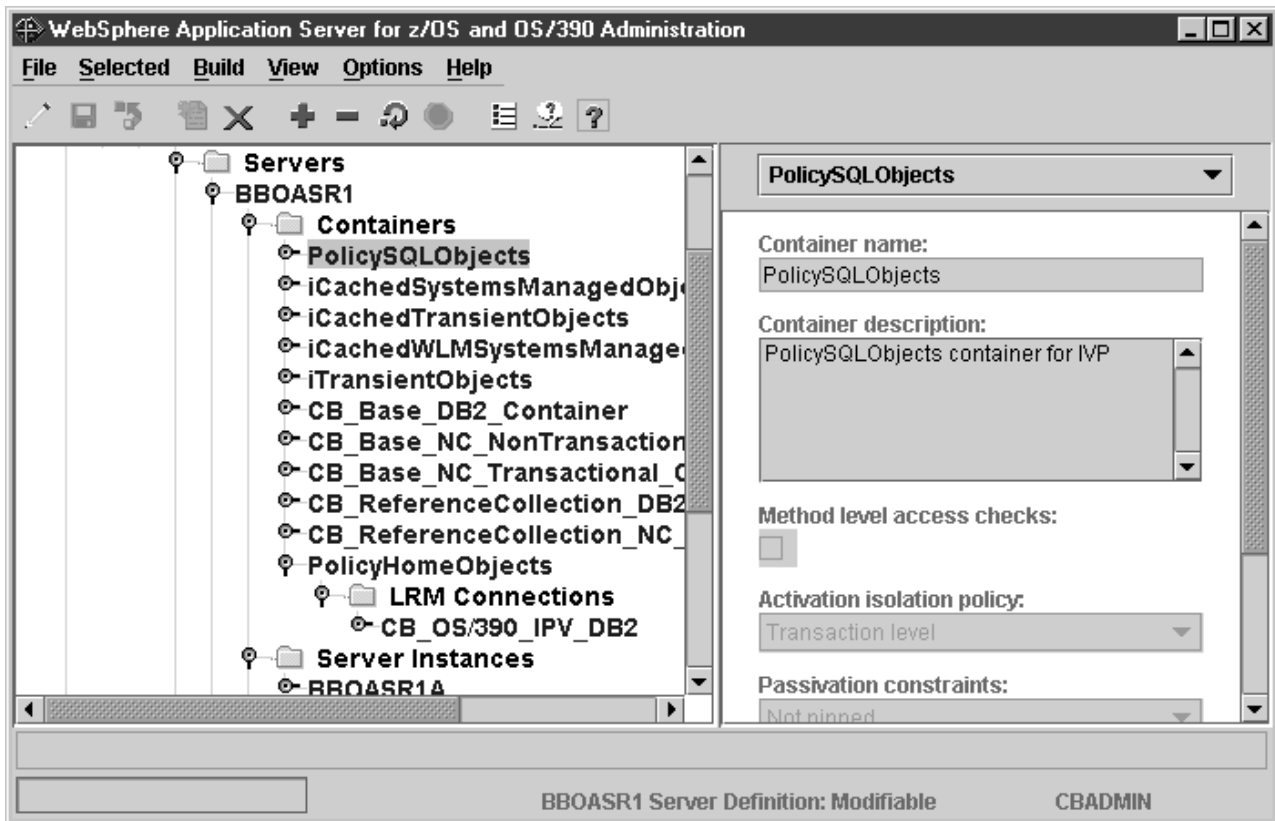 WebSphere Application Server for z/OS and OS/390 Administration
File Selected Build View Options Help
Servers
BBOASR1
Containers
PolicySQLObjects
iCachedSystemsManagedObje
iCachedTransientObjects
iCachedWLMSystemsManage
iTransientObjects
CB_Base_DB2_Container
CB_Base_NC_NonTransaction
CB_Base_NC_Transactional_C
CB_ReferenceCollection_DB2
CB_ReferenceCollection_NC_
PolicyHomeObjects
LRM Connections
CB_OS/390_IPV_DB2
Server Instances
BBOASR1A
PolicySQLObjects
Container name:
PolicySQLObjects
Container description:
PolicySQLObjects container for IVP
Method level access checks:
Activation isolation policy:
Transaction level
Passivation constraints:
Not pinned
BBOASR1 Server Definition: Modifiable CBADMIN